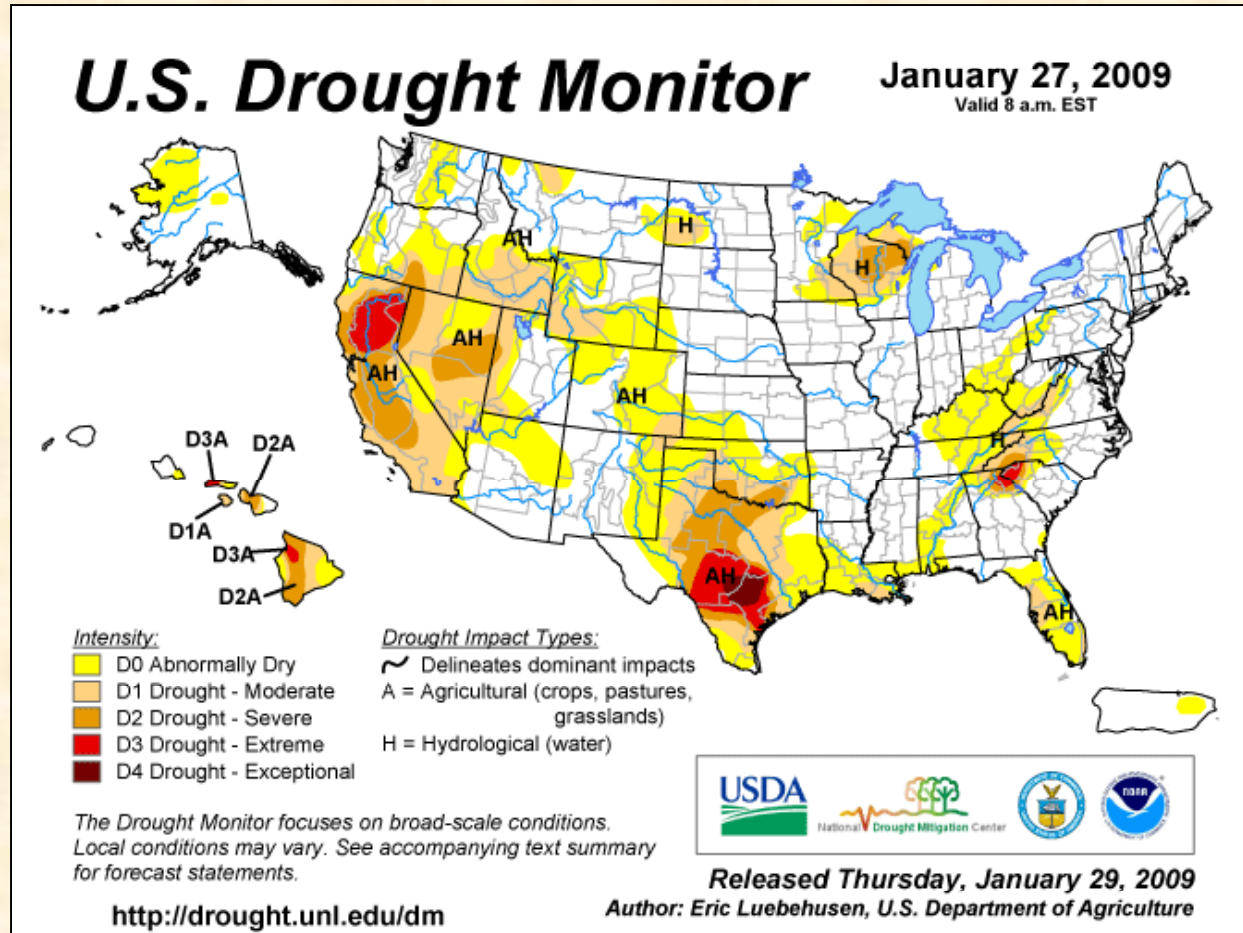 U.S. Drought Monitor
January 27, 2009
Valid 8 a.m. EST
H
AH
H
AH
AH
AH
H
D3A
D2A
D1A
D3A
D2A
AH
AH
Intensity:
D0 Abnormally Dry
D1 Drought - Moderate
D2 Drought - Severe
D3 Drought - Extreme
D4 Drought - Exceptional
Drought Impact Types:
Delineates dominant impacts
A = Agricultural (crops, pastures,
grasslands)
H = Hydrological (water)
The Drought Monitor focuses on broad-scale conditions.
Local conditions may vary. See accompanying text summary
for forecast statements.
http://drought.unl.edu/dm
USDA
National Drought Mitigation Center
NOAA
Released Thursday, January 29, 2009
Author: Eric Luebehusen, U.S. Department of Agriculture